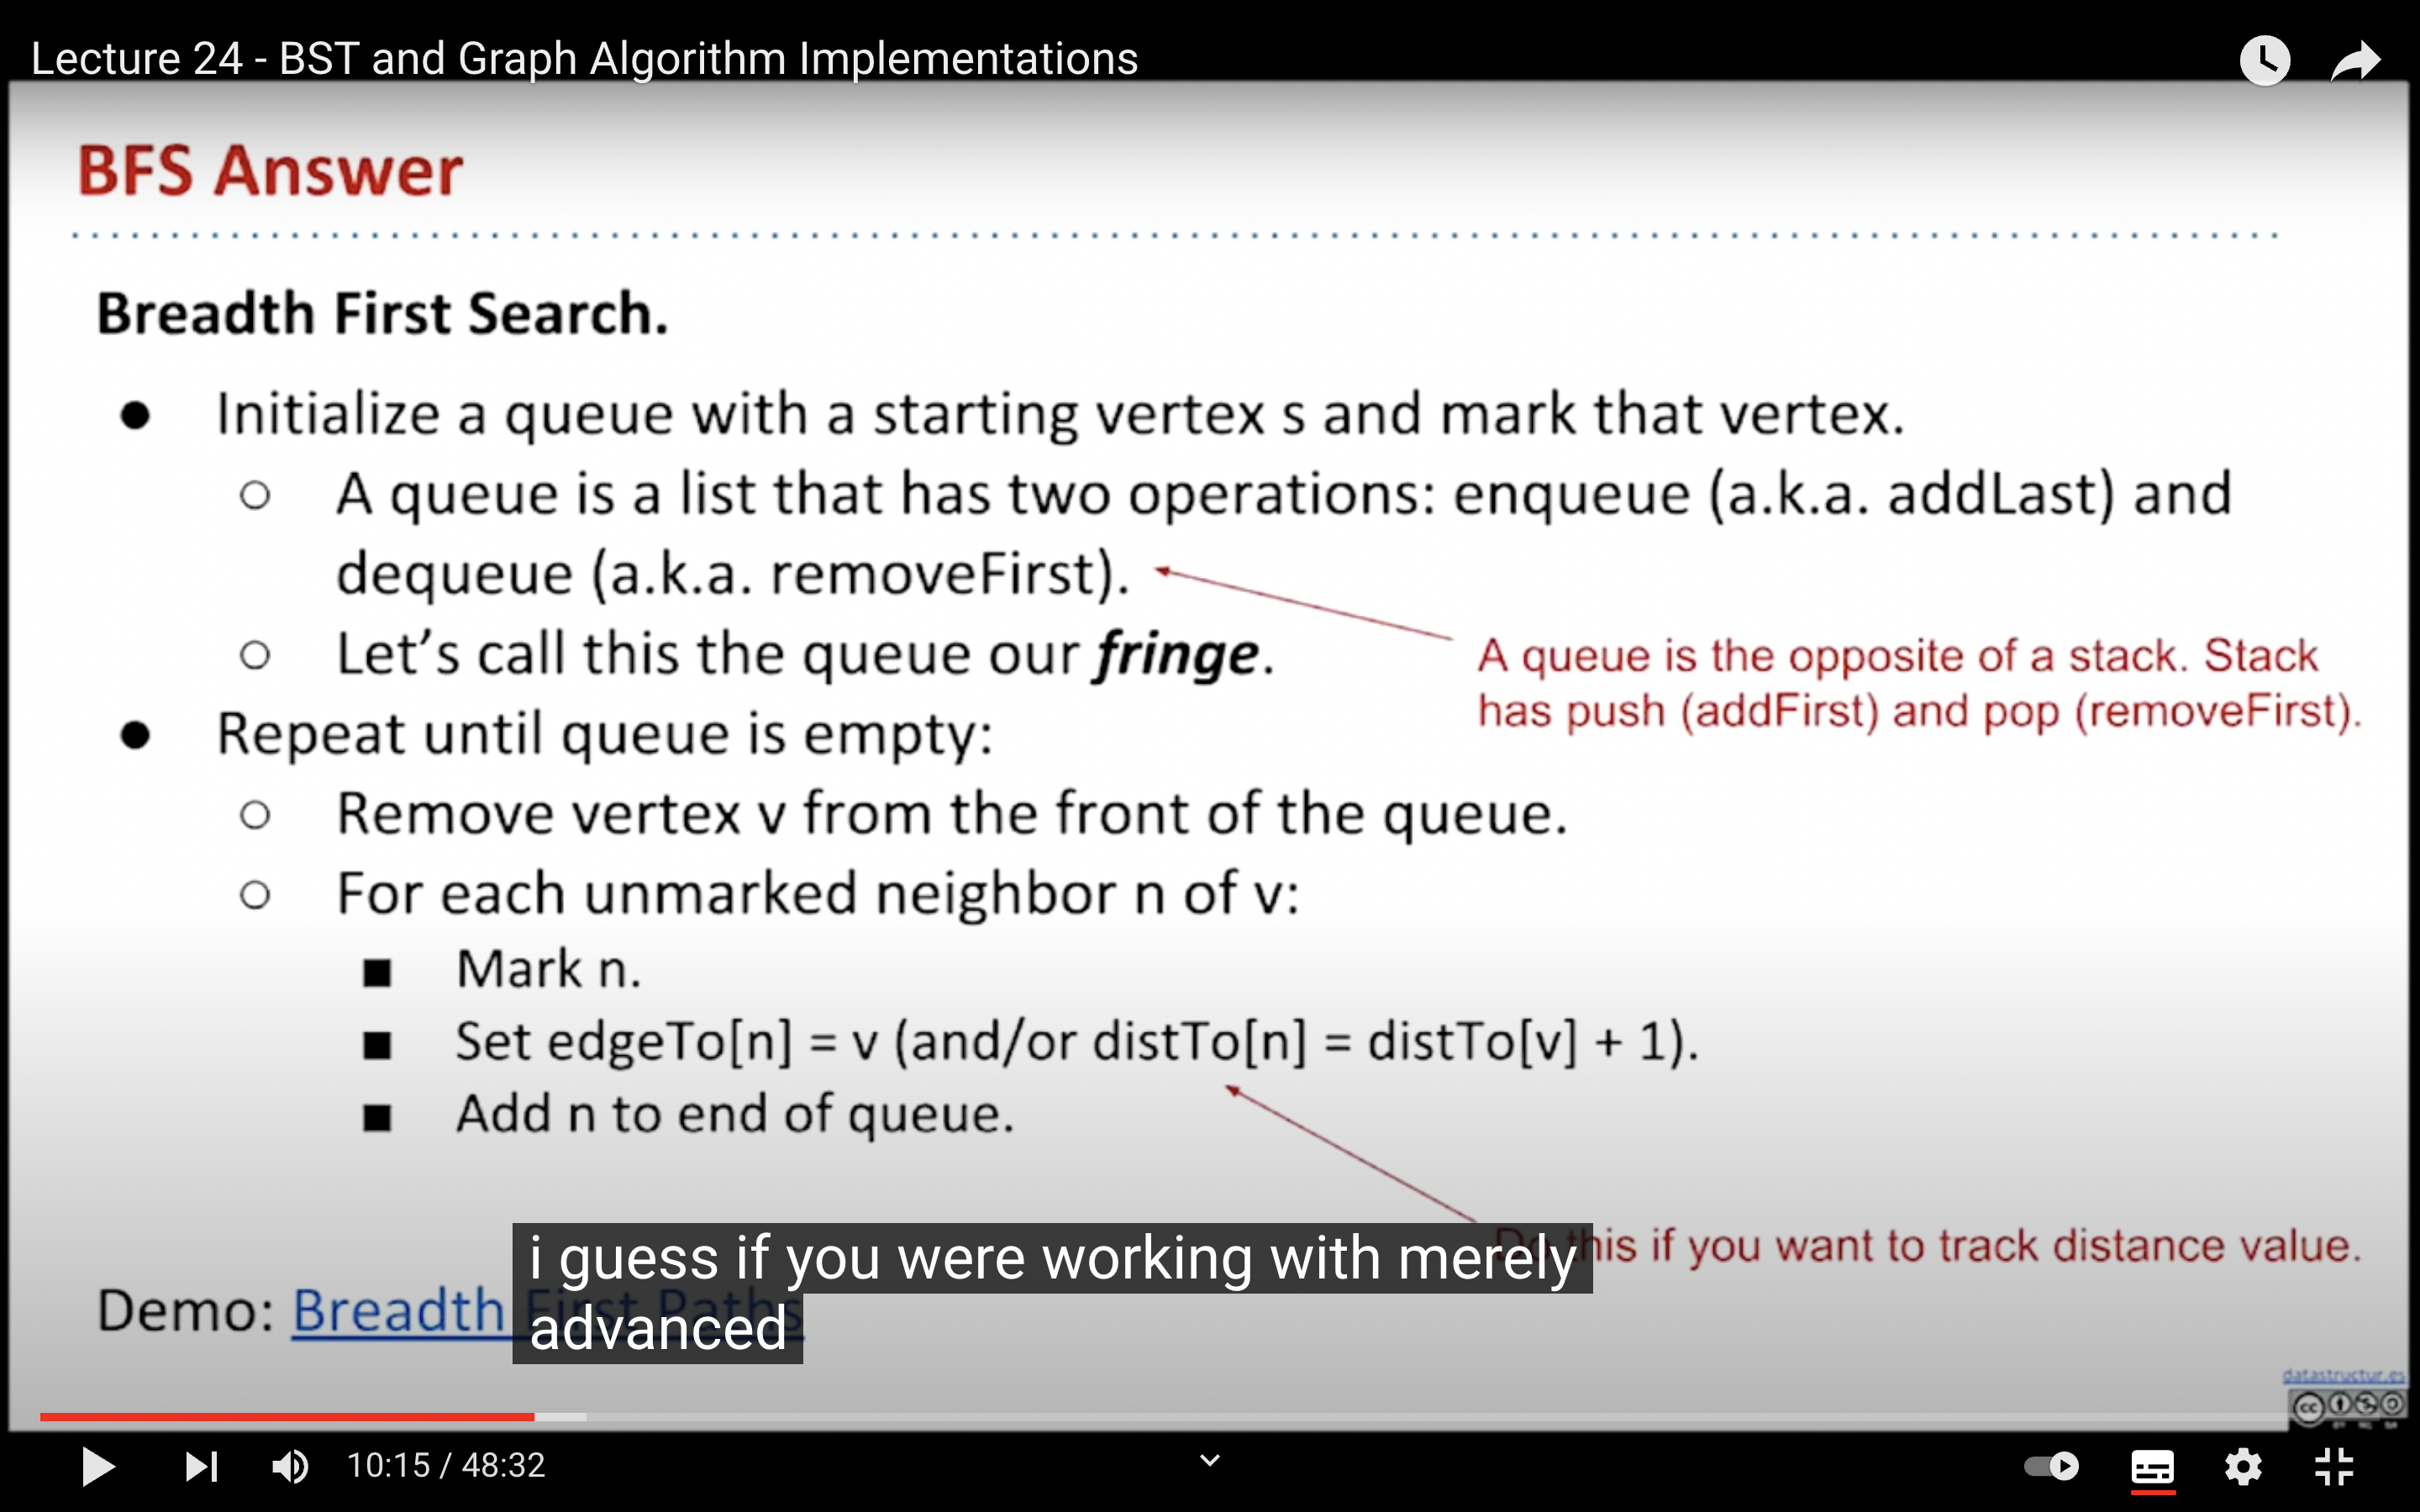 Lecture 24 - BST and Graph Algorithm Implementations
BFS Answer
Breadth First Search.
● Initialize a queue with a starting vertex s and mark that vertex.
○ A queue is a list that has two operations: enqueue (a.k.a. addLast) and
dequeue (a.k.a. removeFirst).
○ Let's call this the queue our fringe.
A queue is the opposite of a stack. Stack
has push (addFirst) and pop (removeFirst).
● Repeat until queue is empty:
○ Remove vertex v from the front of the queue.
○ For each unmarked neighbor n of v:
■ Mark n.
■ Set edgeTo[n] = v (and/or distTo[n] = distTo[v] + 1).
■ Add n to end of queue.
Do this if you want to track distance value.
i guess if you were working with merely
advanced
Demo: Breadth First Paths
datastructur.es
cc
10:15 / 48:32